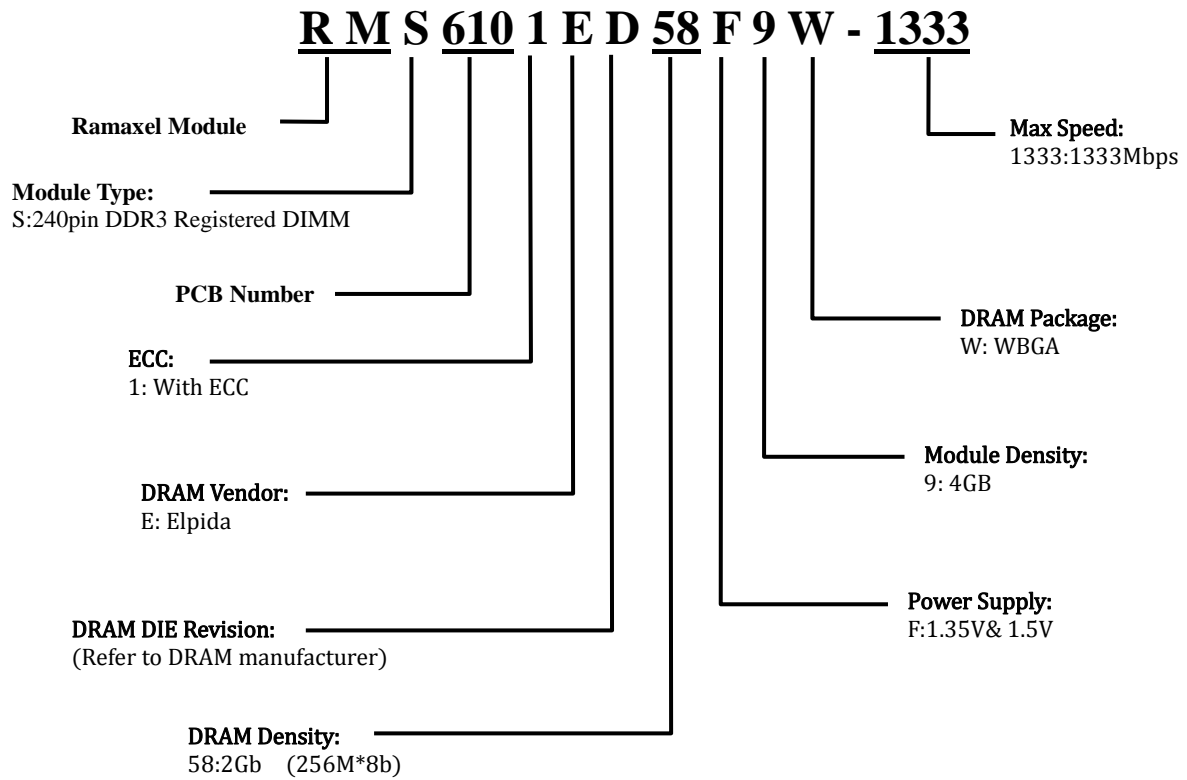 R M S 610 1 E D 58 F 9 W - 1333
Ramaxel Module
Max Speed:
1333:1333Mbps
Module Type:
S:240pin DDR3 Registered DIMM
PCB Number
DRAM Package:
W: WBGA
ECC:
1: With ECC
Module Density:
9: 4GB
DRAM Vendor:
E: Elpida
Power Supply:
F:1.35V& 1.5V
DRAM DIE Revision:
(Refer to DRAM manufacturer)
DRAM Density:
58:2Gb (256M*8b)